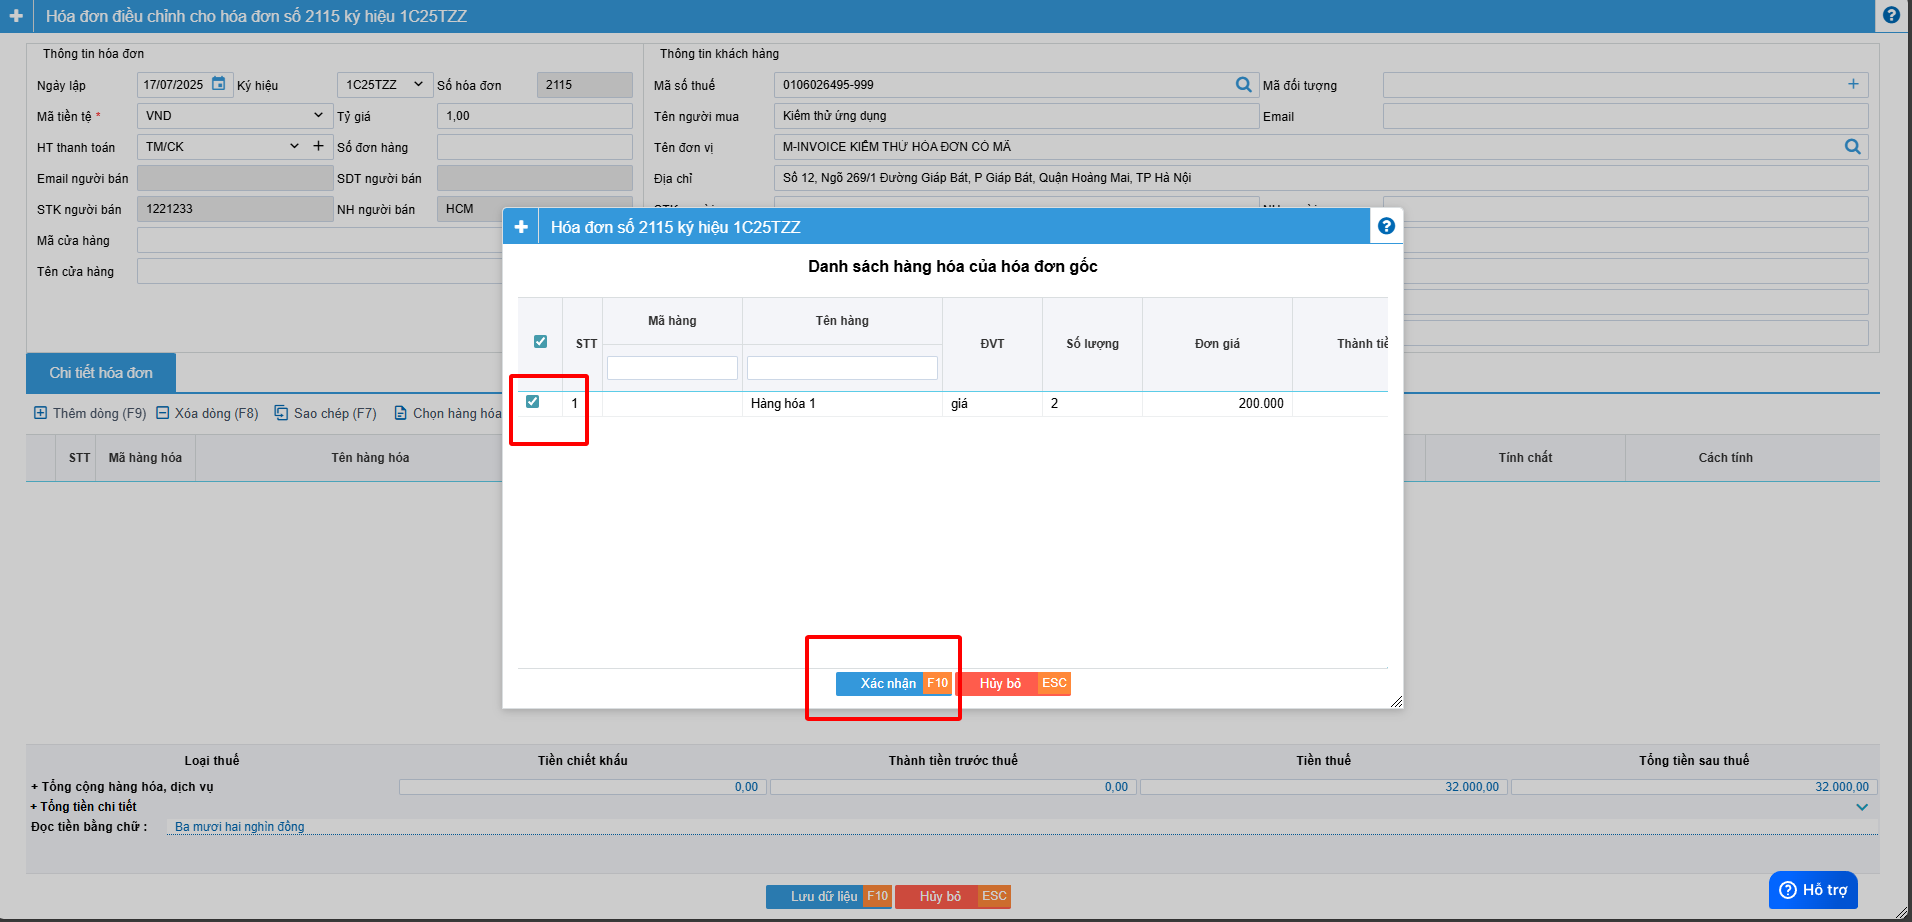 Hóa đơn điều chỉnh cho hóa đơn số 2115 ký hiệu 1C25TZZ
Thông tin hóa đơn
Thông tin khách hàng
Ngày lập 17/07/2025 Ký hiệu 1C25TZZ Số hóa đơn 2115
Mã số thuế 0106026495-999 Mã đối tượng
Mã tiền tệ * VND Tỷ giá 1,00
Tên người mua Kiểm thử ứng dụng Email
HT thanh toán TM/CK Số đơn hàng
Tên đơn vị M-INVOICE KIỂM THỬ HÓA ĐƠN CÓ MÃ
Email người bán SDT người bán
Địa chỉ Số 12, Ngõ 269/1 Đường Giáp Bát, P Giáp Bát, Quận Hoàng Mai, TP Hà Nội
STK người bán 1221233 NH người bán HCM
Mã cửa hàng
Tên cửa hàng
Hóa đơn số 2115 ký hiệu 1C25TZZ
Danh sách hàng hóa của hóa đơn gốc
STT Mã hàng Tên hàng ĐVT Số lượng Đơn giá Thành tiề
1 Hàng hóa 1 giá 2 200.000
Xác nhận F10 Hủy bỏ ESC
Chi tiết hóa đơn
Thêm dòng (F9) Xóa dòng (F8) Sao chép (F7) Chọn hàng hóa
STT Mã hàng hóa Tên hàng hóa Tính chất Cách tính
Loại thuế Tiền chiết khấu Thành tiền trước thuế Tiền thuế Tổng tiền sau thuế
+ Tổng cộng hàng hóa, dịch vụ 0,00 0,00 32.000,00 32.000,00
+ Tổng tiền chi tiết
Đọc tiền bằng chữ : Ba mươi hai nghìn đồng
Lưu dữ liệu F10 Hủy bỏ ESC
Hỗ trợ